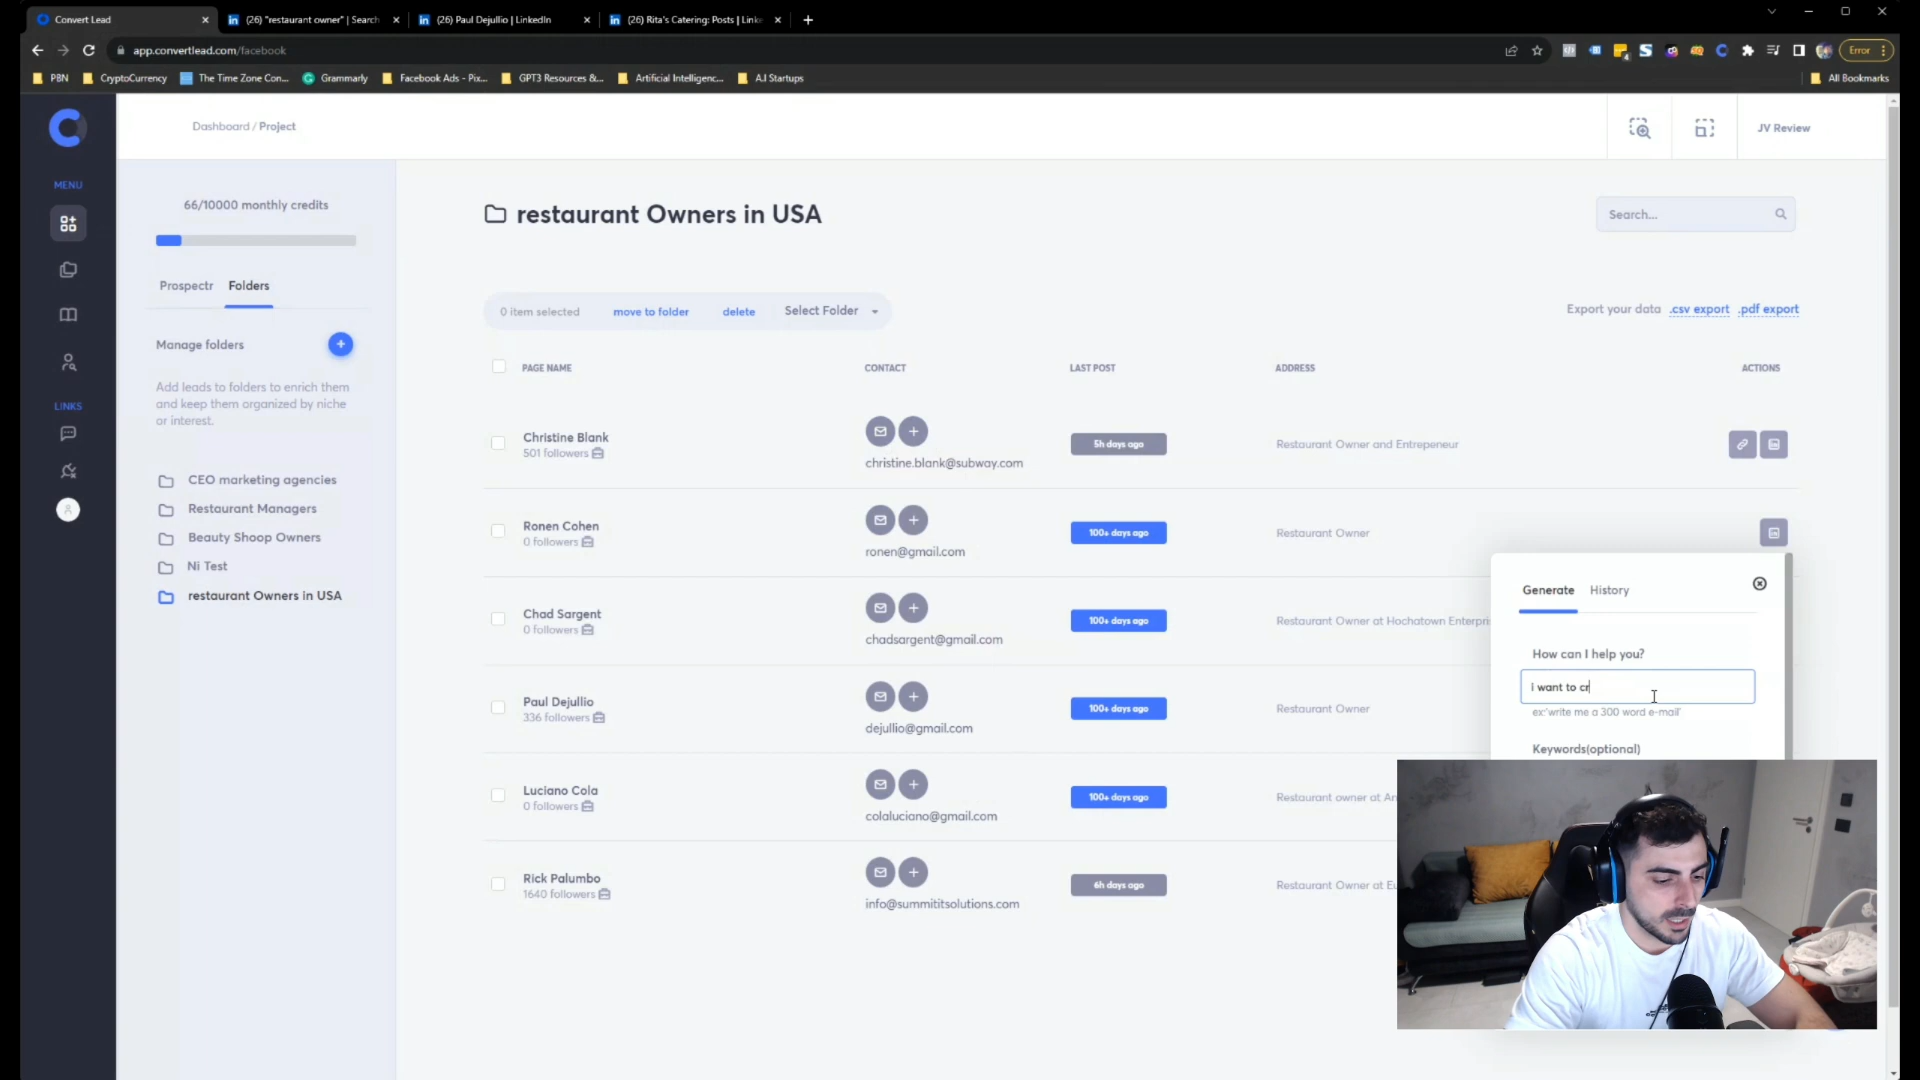 Convert Lead
(26) "restaurant owner" | Search
(26) Paul Dejullio | LinkedIn
(26) Rita's Catering: Posts | Linke
app.convertlead.com/facebook
4
Error
PBN
CryptoCurrency
The Time Zone Con...
Grammarly
Facebook Ads - Pix...
GPT3 Resources &...
Artificial Intelligenc...
A.I Startups
All Bookmarks
Dashboard / Project
JV Review
MENU
LINKS
66/10000 monthly credits
Prospectr
Folders
Manage folders
Add leads to folders to enrich them
and keep them organized by niche
or interest.
CEO marketing agencies
Restaurant Managers
Beauty Shoop Owners
Ni Test
restaurant Owners in USA
restaurant Owners in USA
Search...
0 item selected
move to folder
delete
Select Folder
Export your data .csv export .pdf export
PAGE NAME
CONTACT
LAST POST
ADDRESS
ACTIONS
Christine Blank
501 followers
christine.blank@subway.com
5h days ago
Restaurant Owner and Entrepeneur
Ronen Cohen
0 followers
ronen@gmail.com
100+ days ago
Restaurant Owner
Chad Sargent
0 followers
chadsargent@gmail.com
100+ days ago
Restaurant Owner at Hochatown Enterpri
Paul Dejullio
336 followers
dejullio@gmail.com
100+ days ago
Restaurant Owner
Luciano Cola
0 followers
colaluciano@gmail.com
100+ days ago
Restaurant owner at An
Rick Palumbo
1640 followers
info@summititsolutions.com
6h days ago
Restaurant Owner at Eu
Generate
History
How can I help you?
i want to cr
ex:'write me a 300 word e-mail'
Keywords(optional)